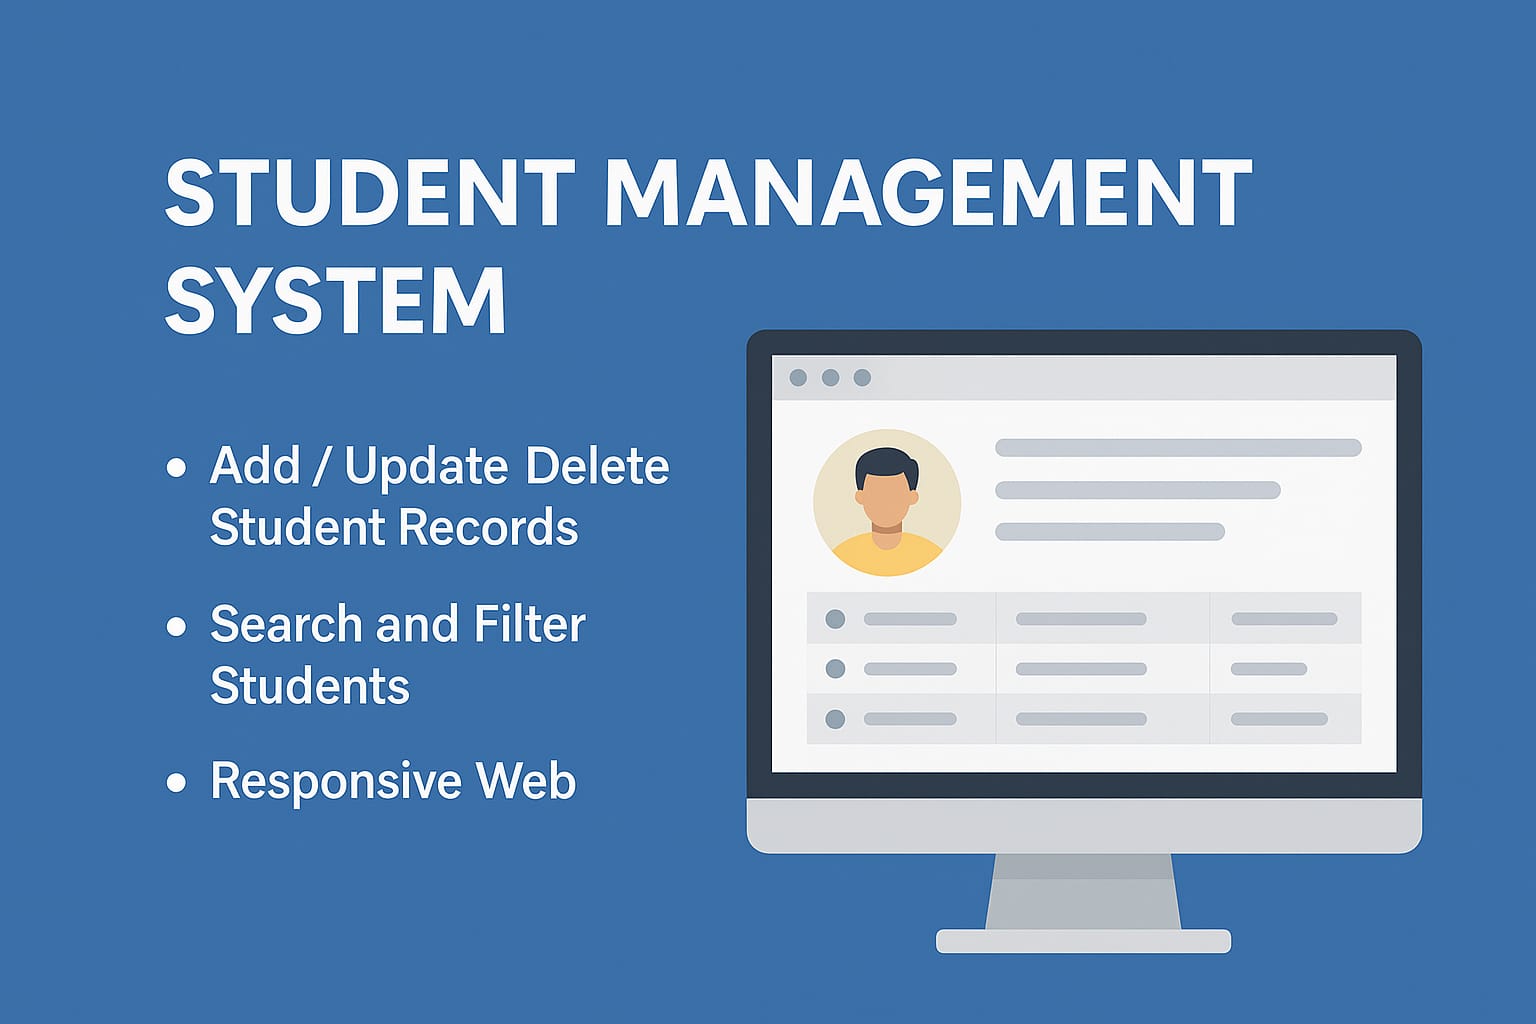 STUDENT MANAGEMENT
SYSTEM
• Add / Update Delete
Student Records
• Search and Filter
Students
• Responsive Web